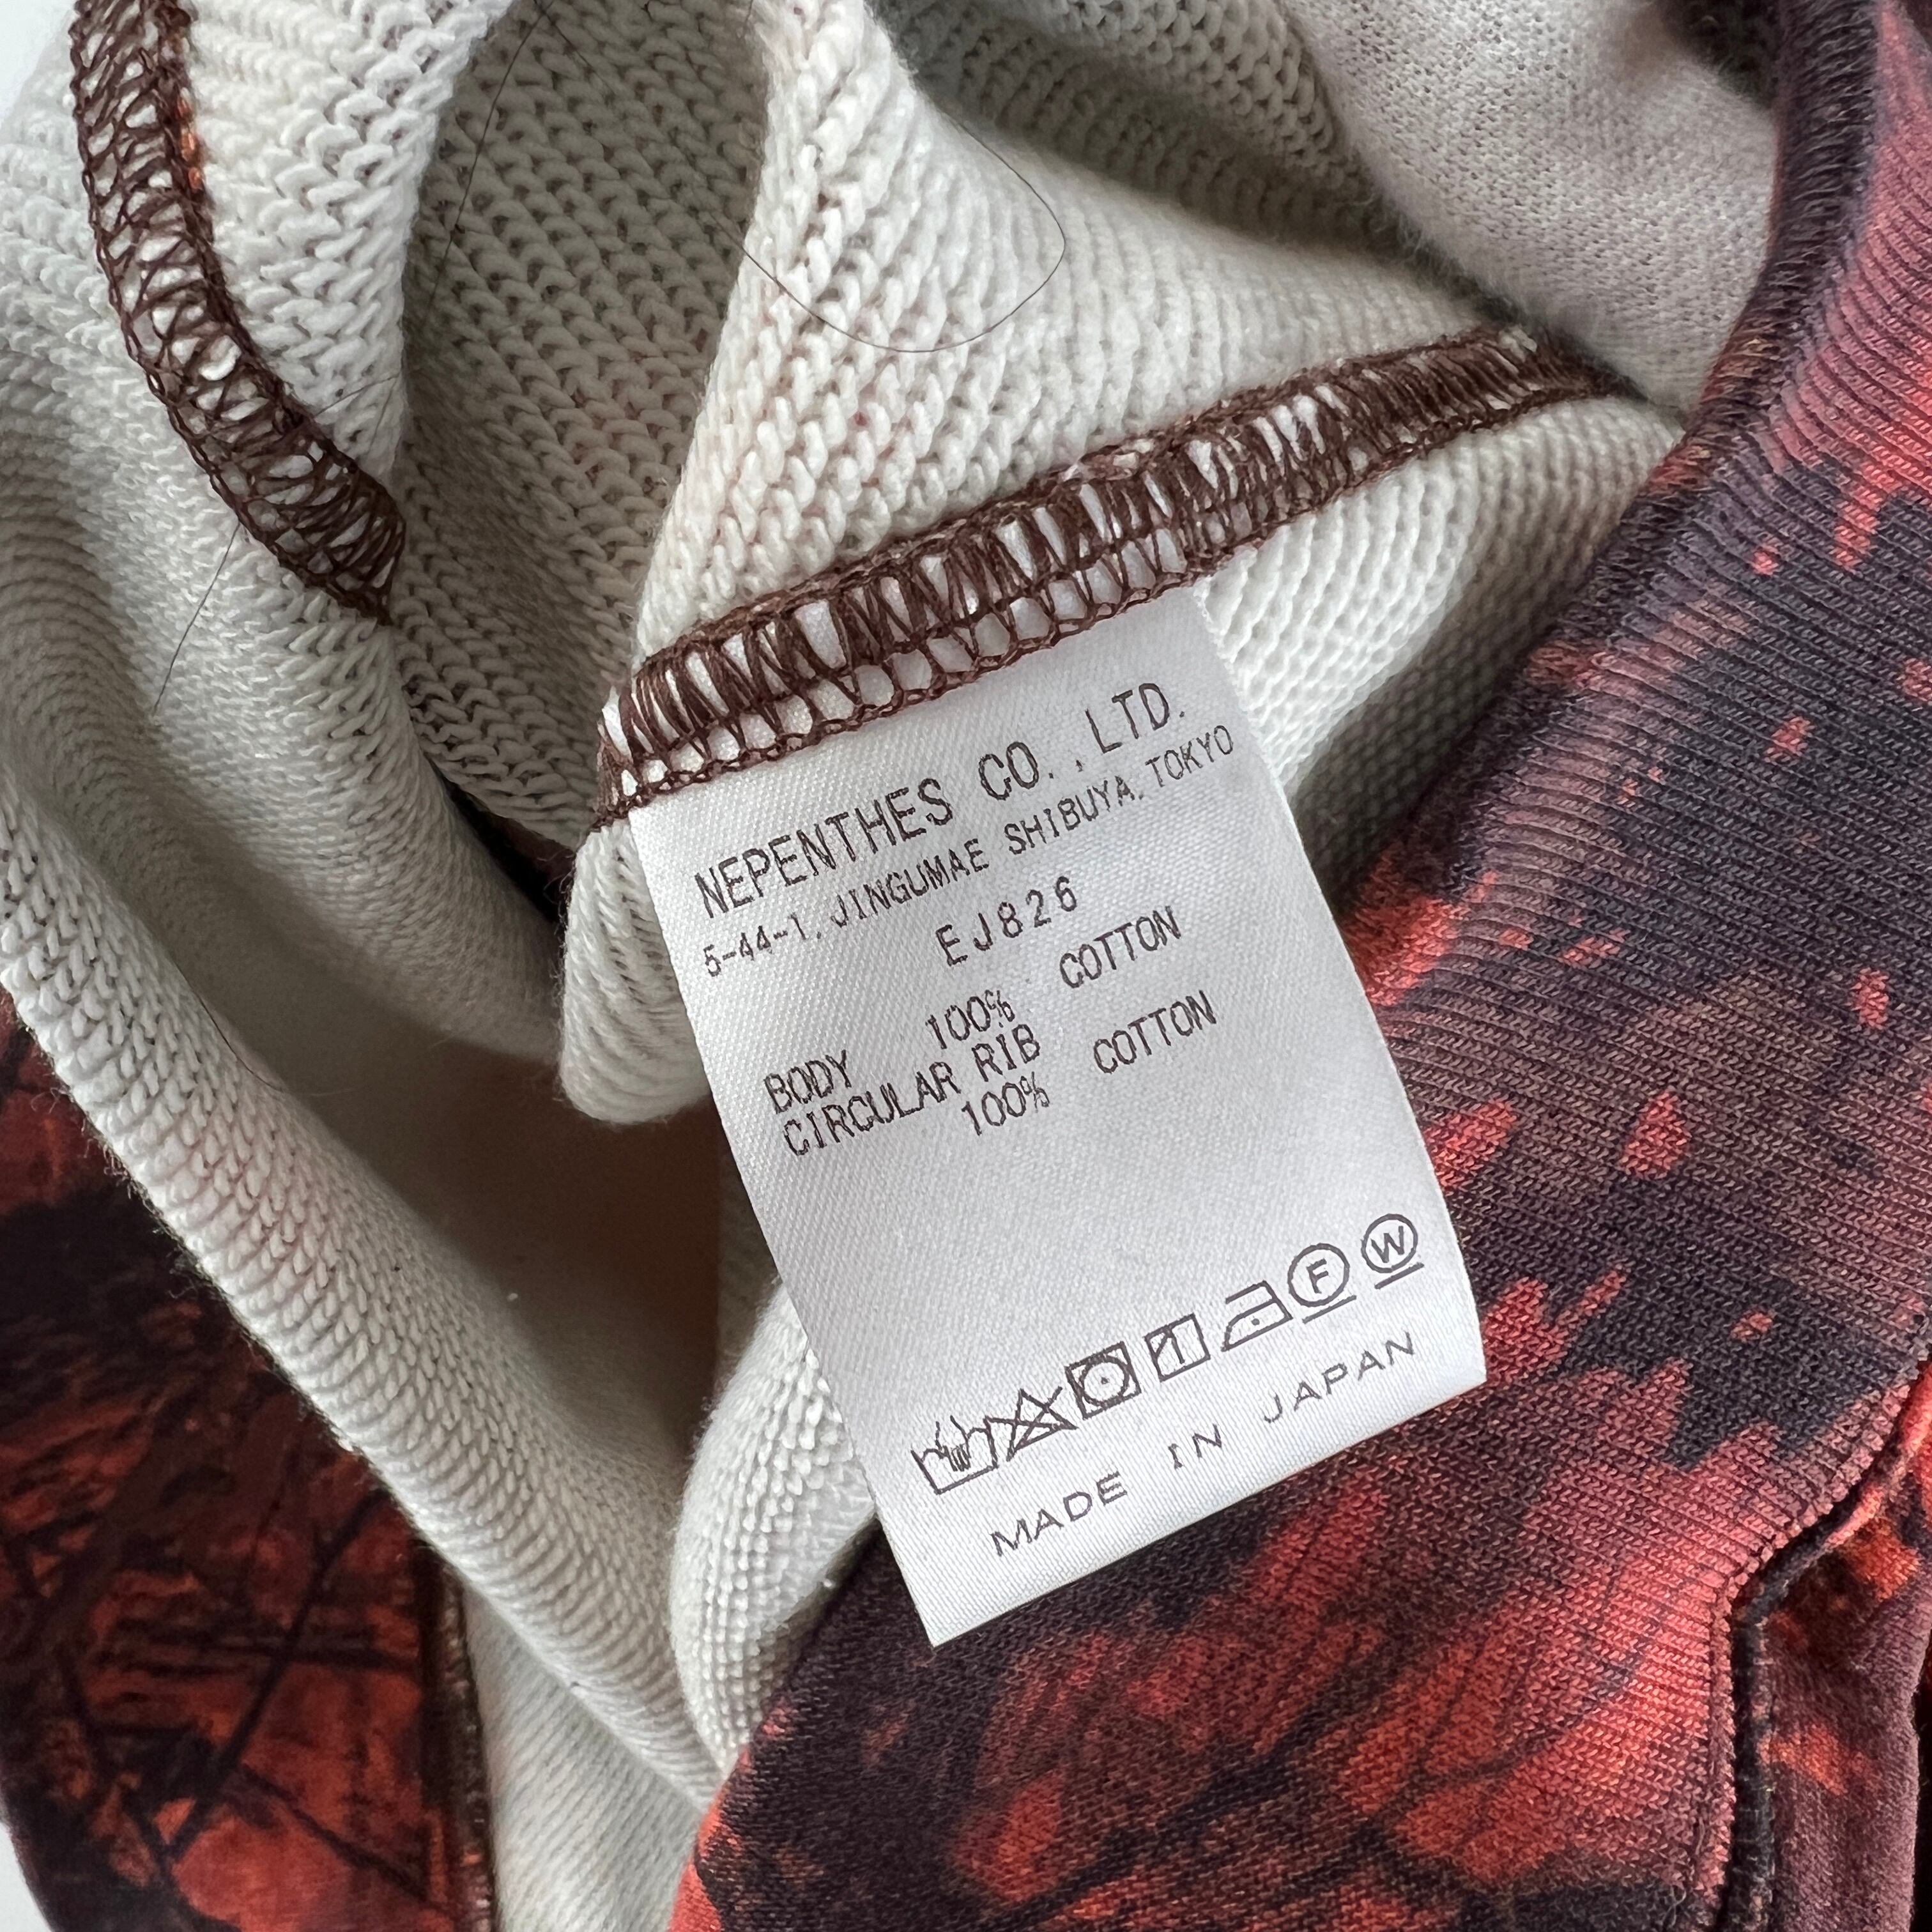 NEPENTHES CO., LTD.
5-44-1, JINGUMAE SHIBUYA, TOKYO
EJ826
BODY 100% COTTON
CIRCULAR RIB
100% COTTON
F W
MADE IN JAPAN